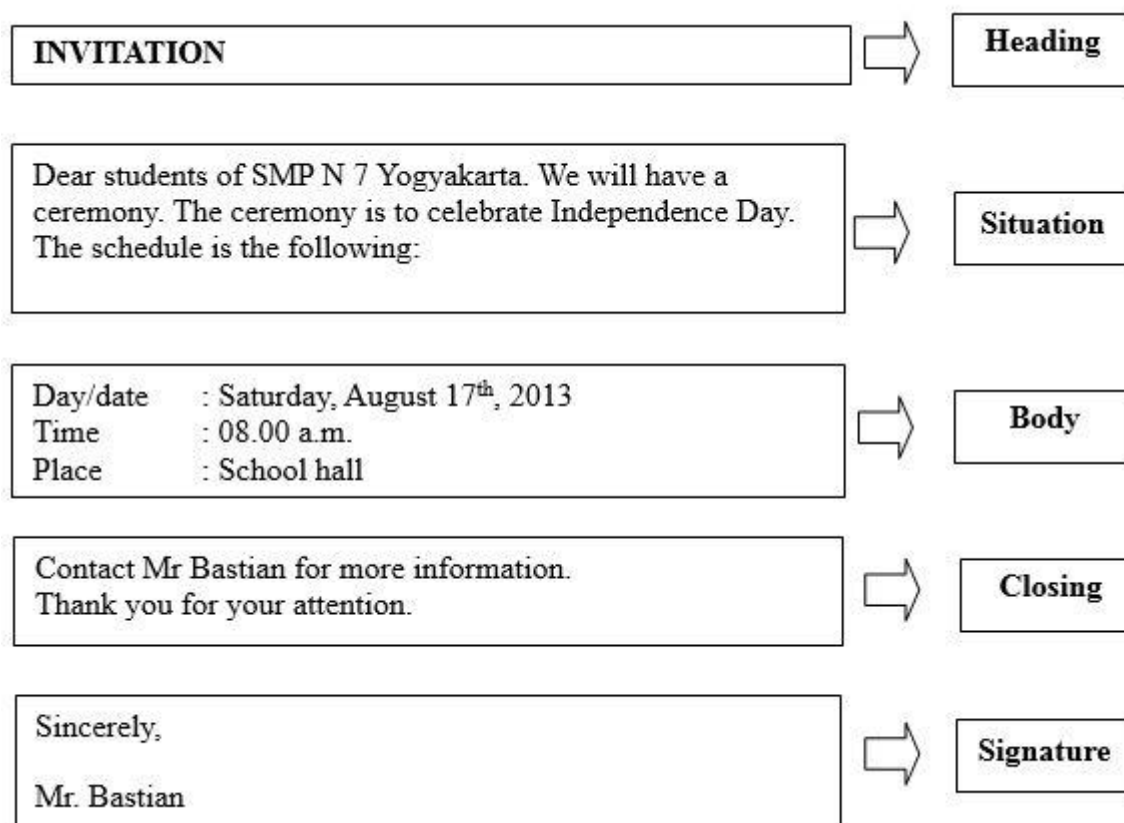 INVITATION
Heading
Dear students of SMP N 7 Yogyakarta. We will have a
ceremony. The ceremony is to celebrate Independence Day.
The schedule is the following:
Situation
Day/date : Saturday, August 17th, 2013
Time : 08.00 a.m.
Place : School hall
Body
Contact Mr Bastian for more information.
Thank you for your attention.
Closing
Sincerely,
Mr. Bastian
Signature